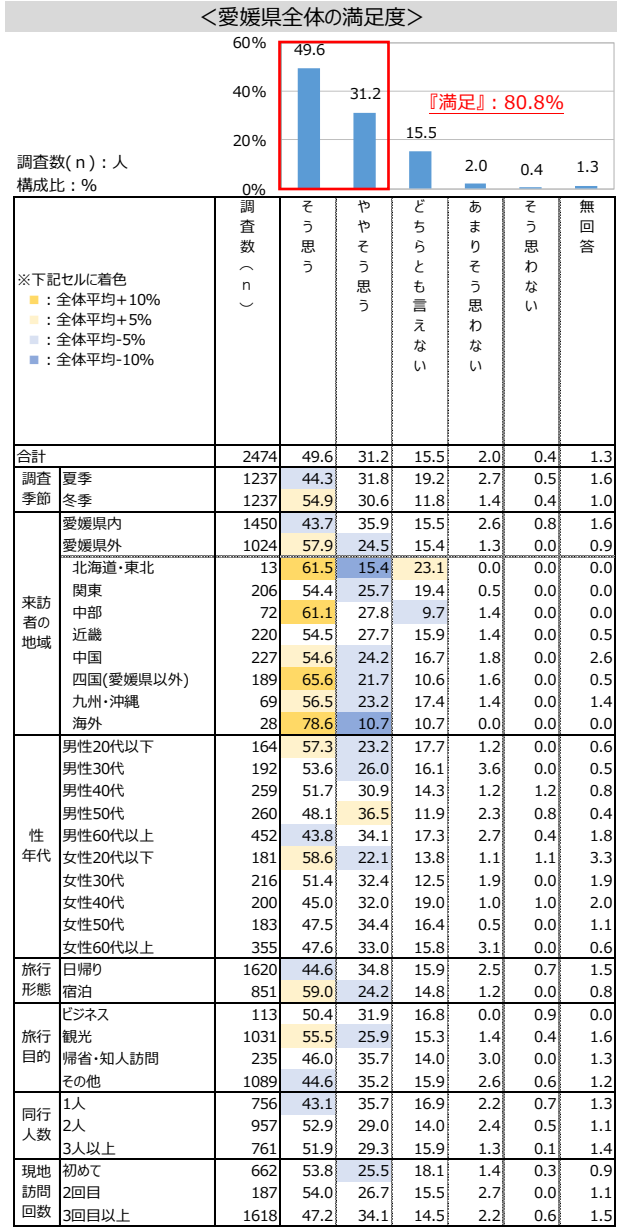 ＜愛媛県全体の満足度＞
60%
40%
20%
0%
49.6
31.2
15.5
2.0
0.4
1.3
『満足』：80.8%
調査数(ｎ)：人
構成比：%
※下記セルに着色
■：全体平均+10%
■：全体平均+5%
■：全体平均-5%
■：全体平均-10%
調査数（ｎ）
そう思う
ややそう思う
どちらとも言えない
あまりそう思わない
そう思わない
無回答
合計 2474 49.6 31.2 15.5 2.0 0.4 1.3
調査季節
夏季 1237 44.3 31.8 19.2 2.7 0.5 1.6
冬季 1237 54.9 30.6 11.8 1.4 0.4 1.0
来訪者の地域
愛媛県内 1450 43.7 35.9 15.5 2.6 0.8 1.6
愛媛県外 1024 57.9 24.5 15.4 1.3 0.0 0.9
北海道･東北 13 61.5 15.4 23.1 0.0 0.0 0.0
関東 206 54.4 25.7 19.4 0.5 0.0 0.0
中部 72 61.1 27.8 9.7 1.4 0.0 0.0
近畿 220 54.5 27.7 15.9 1.4 0.0 0.5
中国 227 54.6 24.2 16.7 1.8 0.0 2.6
四国(愛媛県以外) 189 65.6 21.7 10.6 1.6 0.0 0.5
九州･沖縄 69 56.5 23.2 17.4 1.4 0.0 1.4
海外 28 78.6 10.7 10.7 0.0 0.0 0.0
性年代
男性20代以下 164 57.3 23.2 17.7 1.2 0.0 0.6
男性30代 192 53.6 26.0 16.1 3.6 0.0 0.5
男性40代 259 51.7 30.9 14.3 1.2 1.2 0.8
男性50代 260 48.1 36.5 11.9 2.3 0.8 0.4
男性60代以上 452 43.8 34.1 17.3 2.7 0.4 1.8
女性20代以下 181 58.6 22.1 13.8 1.1 1.1 3.3
女性30代 216 51.4 32.4 12.5 1.9 0.0 1.9
女性40代 200 45.0 32.0 19.0 1.0 1.0 2.0
女性50代 183 47.5 34.4 16.4 0.5 0.0 1.1
女性60代以上 355 47.6 33.0 15.8 3.1 0.0 0.6
旅行形態
日帰り 1620 44.6 34.8 15.9 2.5 0.7 1.5
宿泊 851 59.0 24.2 14.8 1.2 0.0 0.8
旅行目的
ビジネス 113 50.4 31.9 16.8 0.0 0.9 0.0
観光 1031 55.5 25.9 15.3 1.4 0.4 1.6
帰省･知人訪問 235 46.0 35.7 14.0 3.0 0.0 1.3
その他 1089 44.6 35.2 15.9 2.6 0.6 1.2
同行人数
1人 756 43.1 35.7 16.9 2.2 0.7 1.3
2人 957 52.9 29.0 14.0 2.4 0.5 1.1
3人以上 761 51.9 29.3 15.9 1.3 0.1 1.4
現地訪問回数
初めて 662 53.8 25.5 18.1 1.4 0.3 0.9
2回目 187 54.0 26.7 15.5 2.7 0.0 1.1
3回目以上 1618 47.2 34.1 14.5 2.2 0.6 1.5